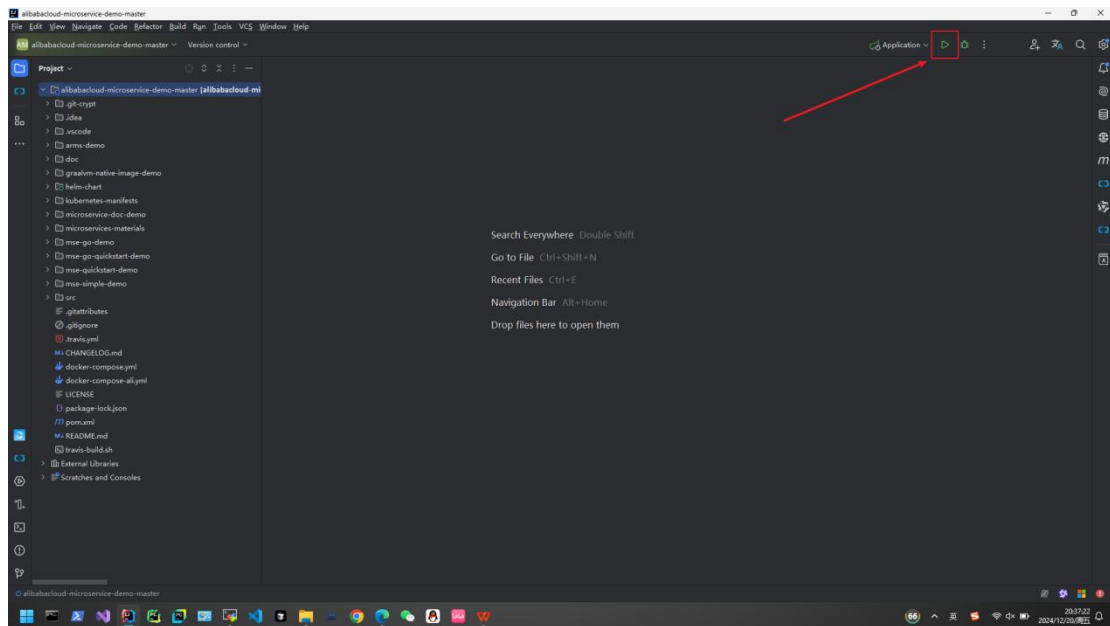 alibabacloud-microservice-demo-master
File Edit View Navigate Code Refactor Build Run Tools VCS Window Help
AM alibabacloud-microservice-demo-master Version control
Application
Project
alibabacloud-microservice-demo-master [alibabacloud-mi
.git-crypt
.idea
.vscode
arms-demo
doc
graalvm-native-image-demo
helm-chart
kubernetes-manifests
microservice-doc-demo
microservices-materials
mse-go-demo
mse-go-quickstart-demo
mse-quickstart-demo
mse-simple-demo
src
.gitattributes
.gitignore
.travis.yml
CHANGELOG.md
docker-compose.yml
docker-compose-ali.yml
LICENSE
package-lock.json
pom.xml
README.md
travis-build.sh
External Libraries
Scratches and Consoles
Search Everywhere Double Shift
Go to File Ctrl+Shift+N
Recent Files Ctrl+E
Navigation Bar Alt+Home
Drop files here to open them
alibabacloud-microservice-demo-master
66
英
20:37:22
2024/12/20/周五